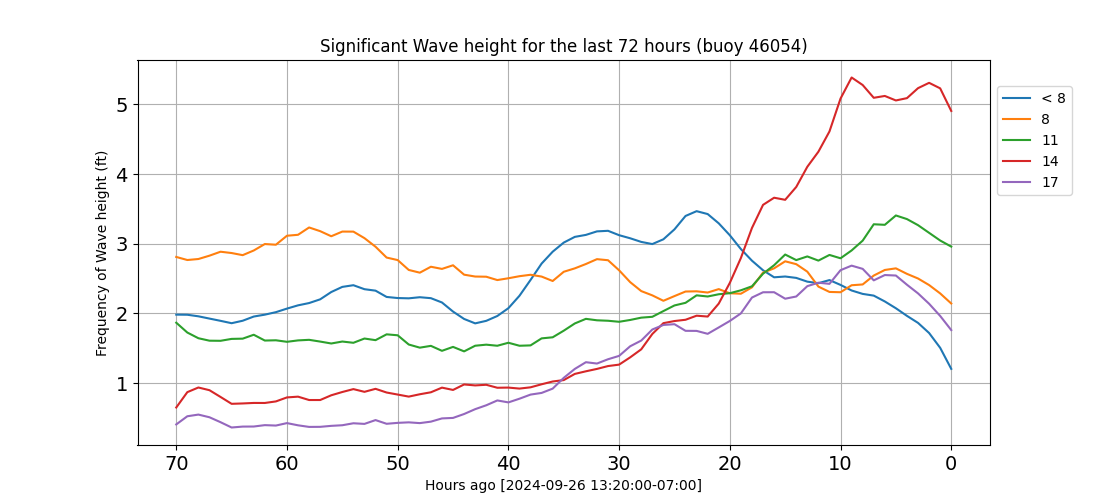 Significant Wave height for the last 72 hours (buoy 46054)
Frequency of Wave height (ft)
5
4
3
2
1
70 60 50 40 30 20 10 0
Hours ago [2024-09-26 13:20:00-07:00]
< 8
8
11
14
17